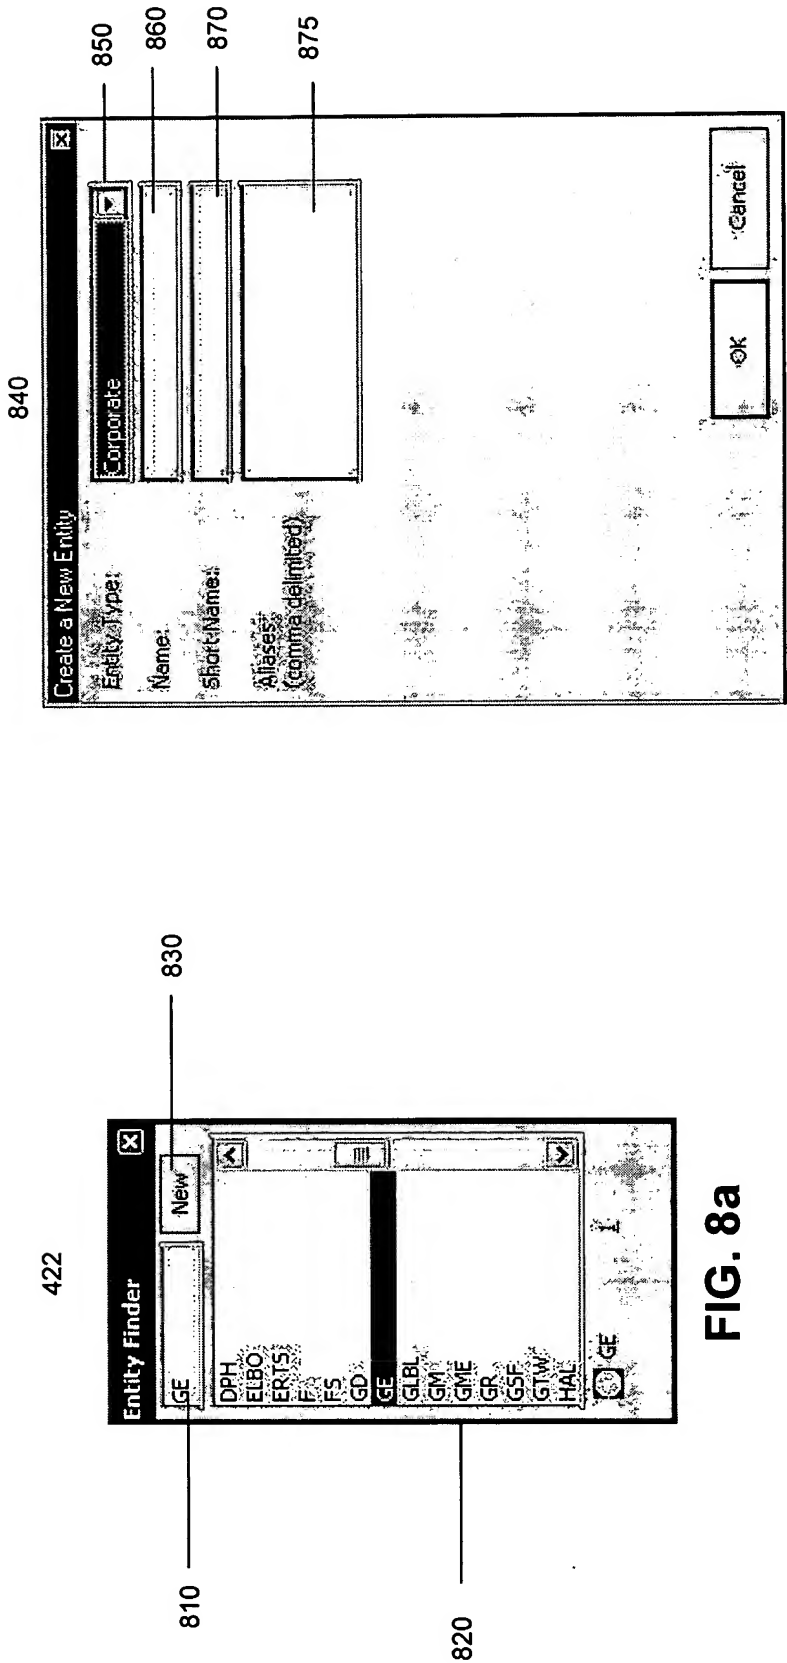 422
Entity Finder
GE
New
DPH
ELBO
ERTS
F
FS
GD
GE
GLBL
GM
GME
GR
GSF
GTW
HAL
GE
1
810
820
830
FIG. 8a
840
Create a New Entity
Entity Type:
Corporate
Name:
Short Name:
Aliases:
(comma delimited)
OK
Cancel
850
860
870
875